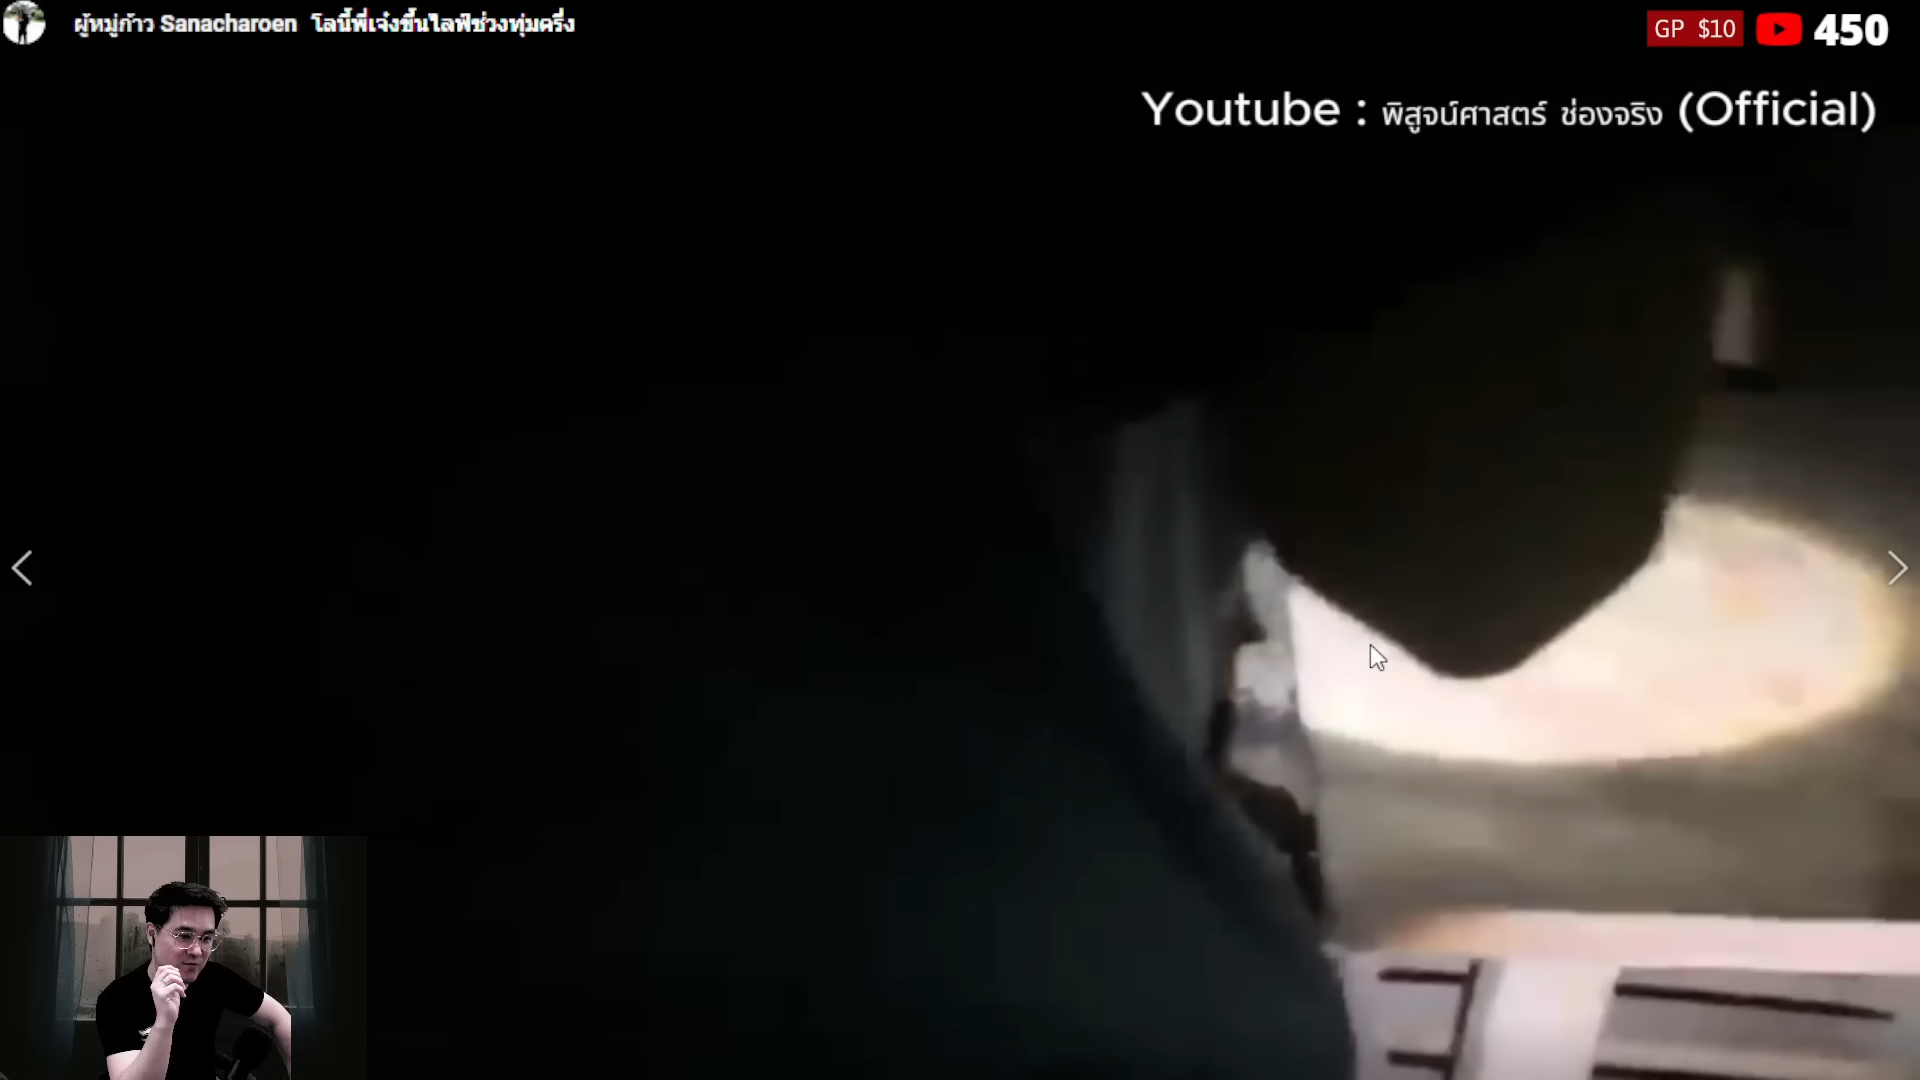 ผู้หมู่ก้าว Sanacharoen โลนี้พี่เจ๋งขึ้นไลฟ์ช่วงทุ่มครึ่ง
GP $10 450
Youtube : พิสูจน์ศาสตร์ ช่องจริง (Official)